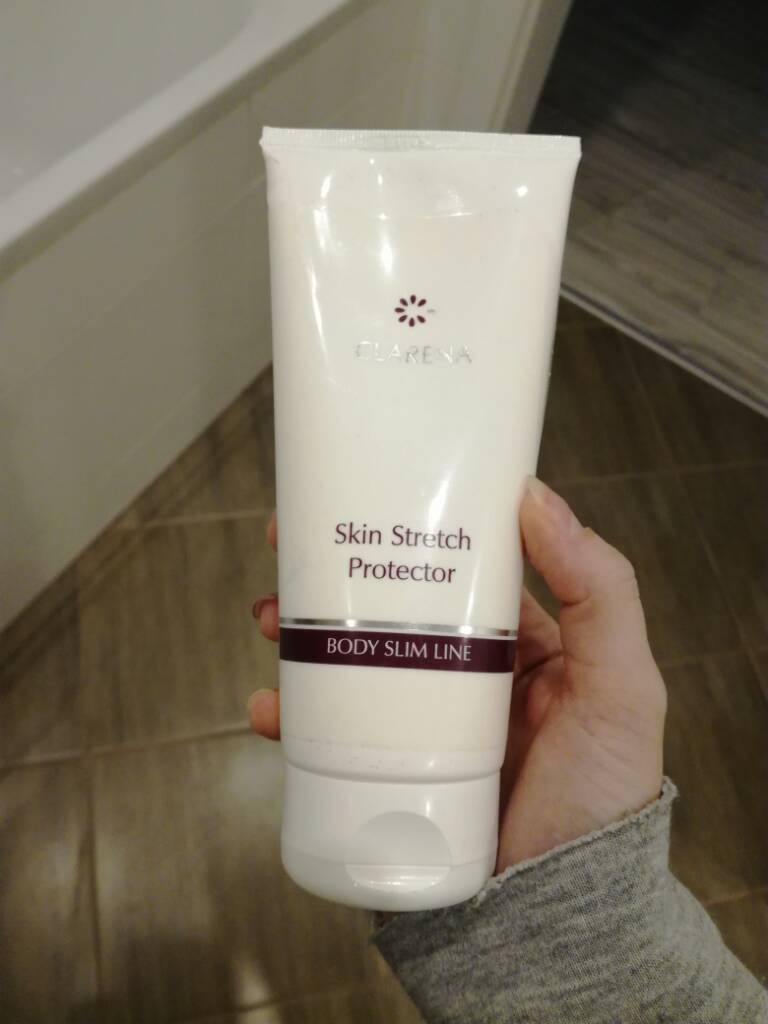 CLARENA
Skin Stretch
Protector
BODY SLIM LINE